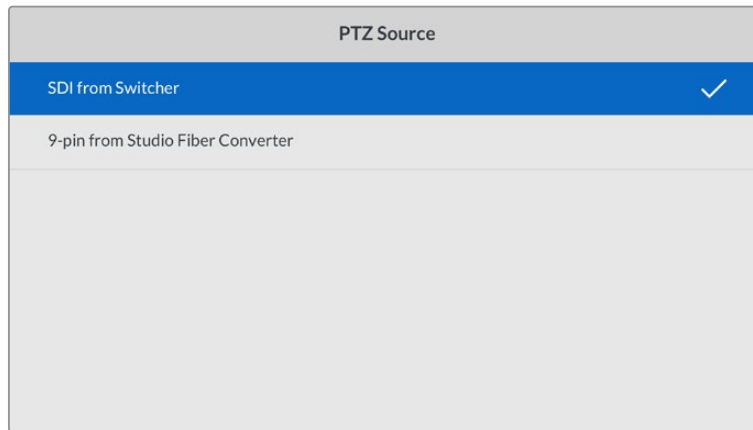 PTZ Source
SDI from Switcher
9-pin from Studio Fiber Converter